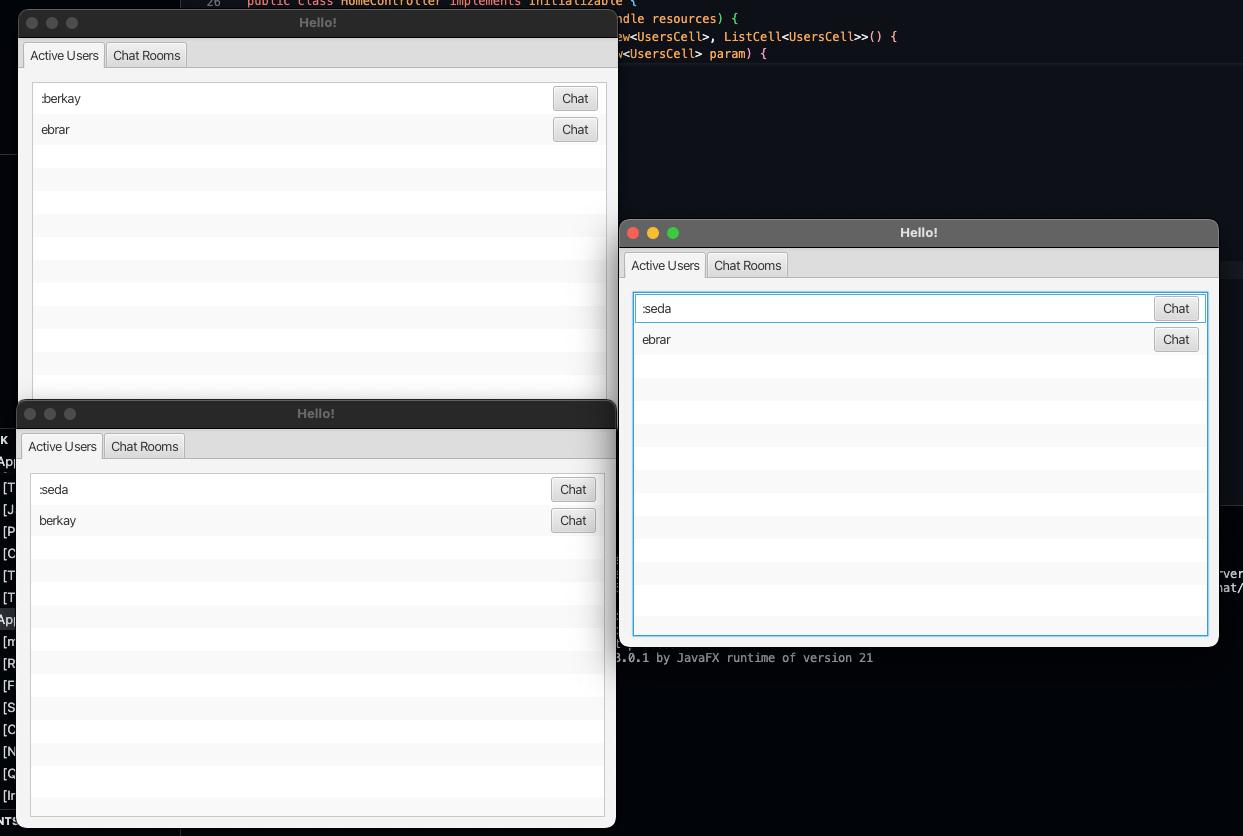 26 public class HomeController implements Initializable {
ndle resources) {
ew<UsersCell>, ListCell<UsersCell>>() {
w<UsersCell> param) {
Hello!
Active Users
Chat Rooms
:berkay
Chat
ebrar
Chat
Hello!
Active Users
Chat Rooms
:seda
Chat
ebrar
Chat
Hello!
Active Users
Chat Rooms
:seda
Chat
berkay
Chat
K
App
[T
[J
[P
[C
[T
[T
App
[m
[R
[F
[S
[C
[N
[Q
[Ir
NTS
rver
hat/
3.0.1 by JavaFX runtime of version 21